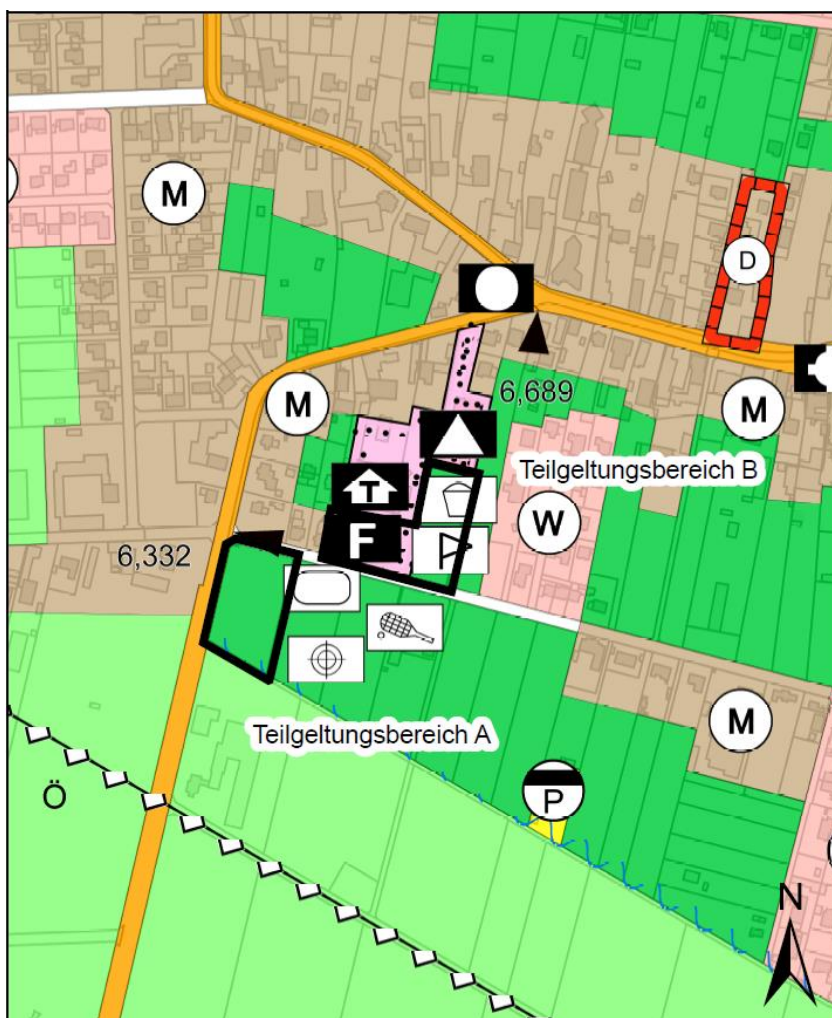 M
D
M
6,689
M
Teilgeltungsbereich B
T
W
F
6,332
M
Teilgeltungsbereich A
Ö
P
N